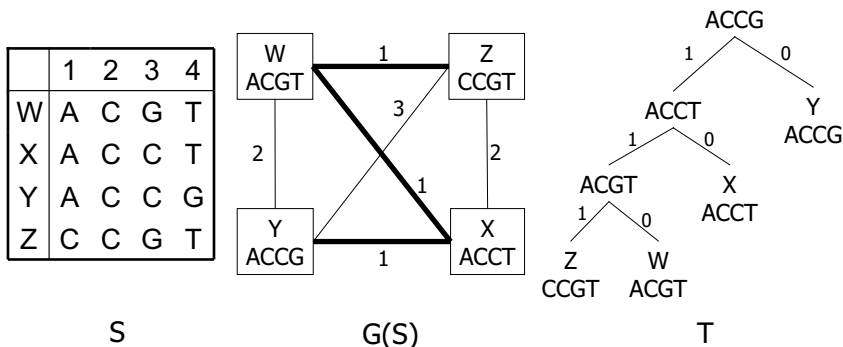 1 2 3 4
W A C G T
X A C C T
Y A C C G
Z C C G T
S
W
ACGT
1
Z
CCGT
3
2
2
1
Y
ACCG
1
X
ACCT
G(S)
ACCG
1 0
ACCT
Y
ACCG
1 0
ACGT
X
ACCT
1 0
Z
CCGT
W
ACGT
T